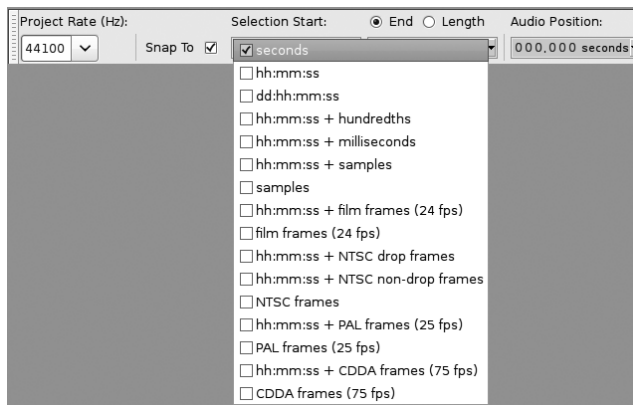 Project Rate (Hz): Selection Start: End Length Audio Position:
44100 Snap To 000,000 seconds
seconds
hh:mm:ss
dd:hh:mm:ss
hh:mm:ss + hundredths
hh:mm:ss + milliseconds
hh:mm:ss + samples
samples
hh:mm:ss + film frames (24 fps)
film frames (24 fps)
hh:mm:ss + NTSC drop frames
hh:mm:ss + NTSC non-drop frames
NTSC frames
hh:mm:ss + PAL frames (25 fps)
PAL frames (25 fps)
hh:mm:ss + CDDA frames (75 fps)
CDDA frames (75 fps)